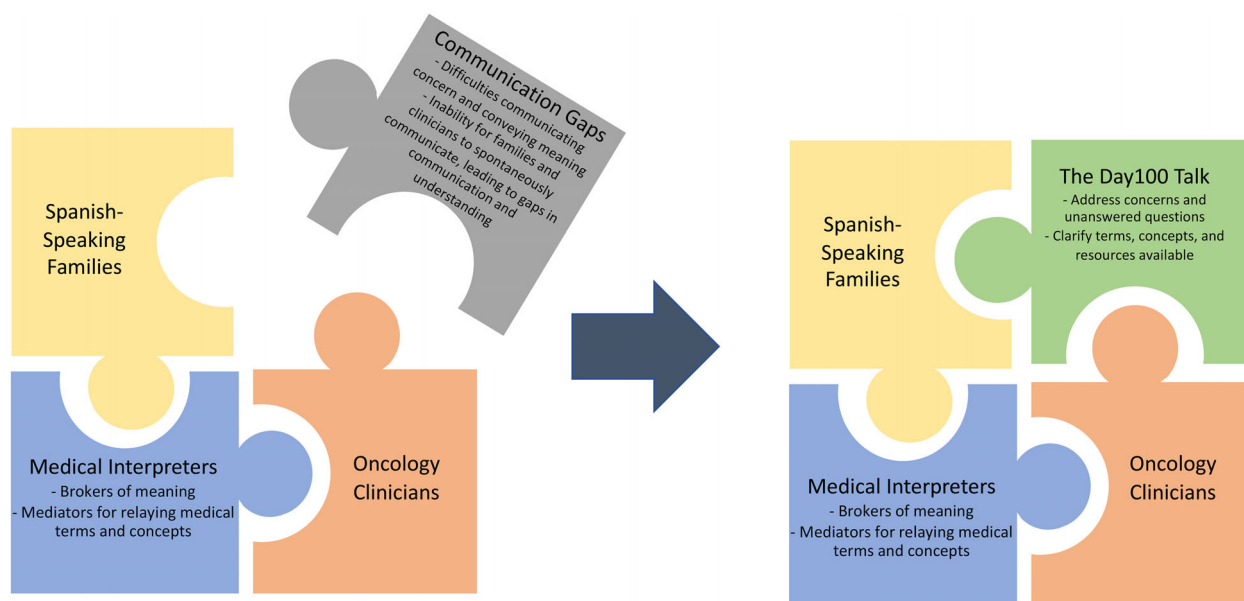 Communication Gaps
- Difficulties communicating
concern and conveying meaning
- Inability for families and
clinicians to spontaneously
communicate, leading to gaps in
communication and
understanding
Spanish-
Speaking
Families
Medical Interpreters
- Brokers of meaning
- Mediators for relaying medical
terms and concepts
Oncology
Clinicians
Spanish-
Speaking
Families
The Day100 Talk
- Address concerns and
unanswered questions
- Clarify terms, concepts, and
resources available
Medical Interpreters
- Brokers of meaning
- Mediators for relaying medical
terms and concepts
Oncology
Clinicians